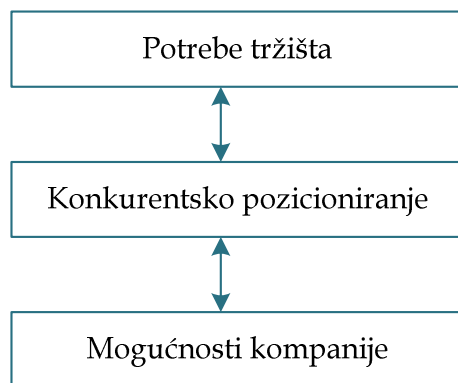 Potrebe tržišta
Konkurentsko pozicioniranje
Mogućnosti kompanije